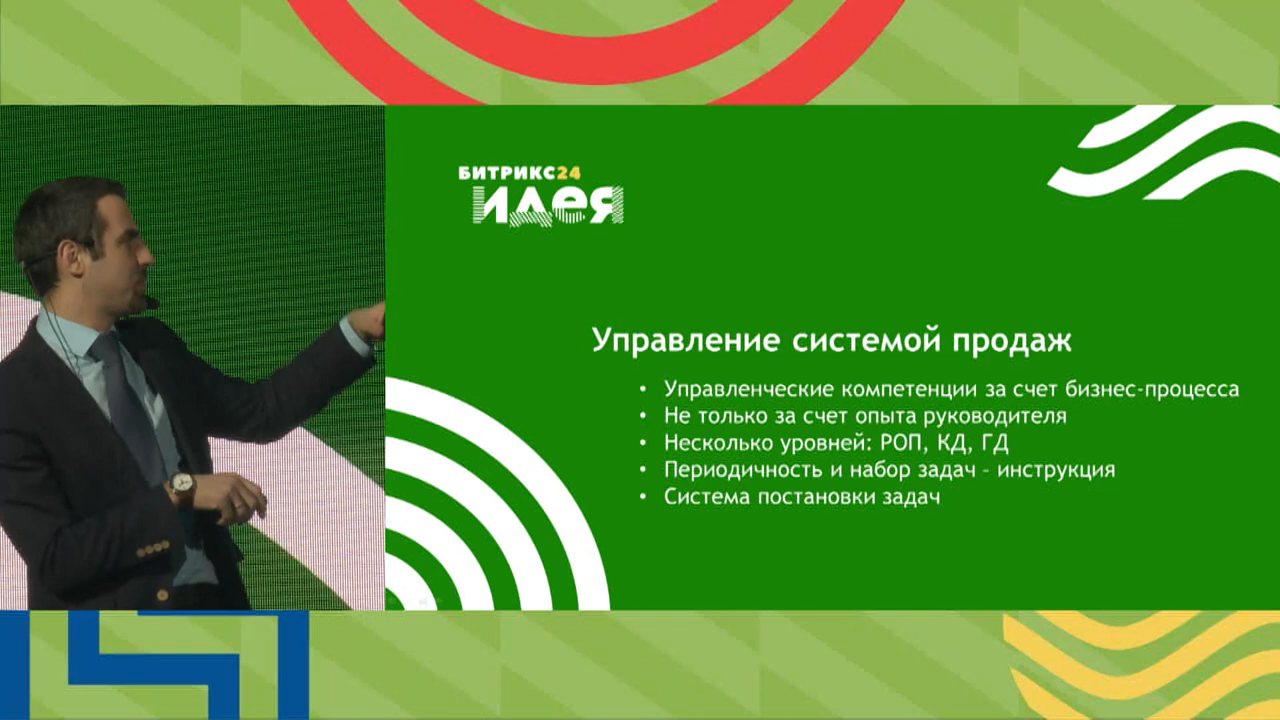 БИТРИКС24
идея
Управление системой продаж
• Управленческие компетенции за счет бизнес-процесса
• Не только за счет опыта руководителя
• Несколько уровней: РОП, КД, ГД
• Периодичность и набор задач – инструкция
• Система постановки задач